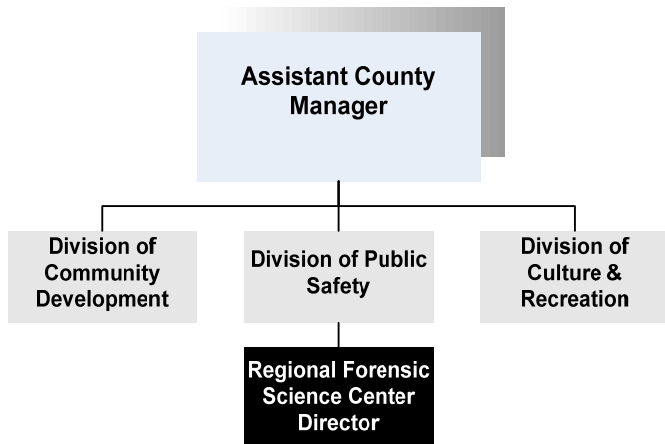 Assistant County
Manager
Division of
Community
Development
Division of Public
Safety
Division of
Culture &
Recreation
Regional Forensic
Science Center
Director